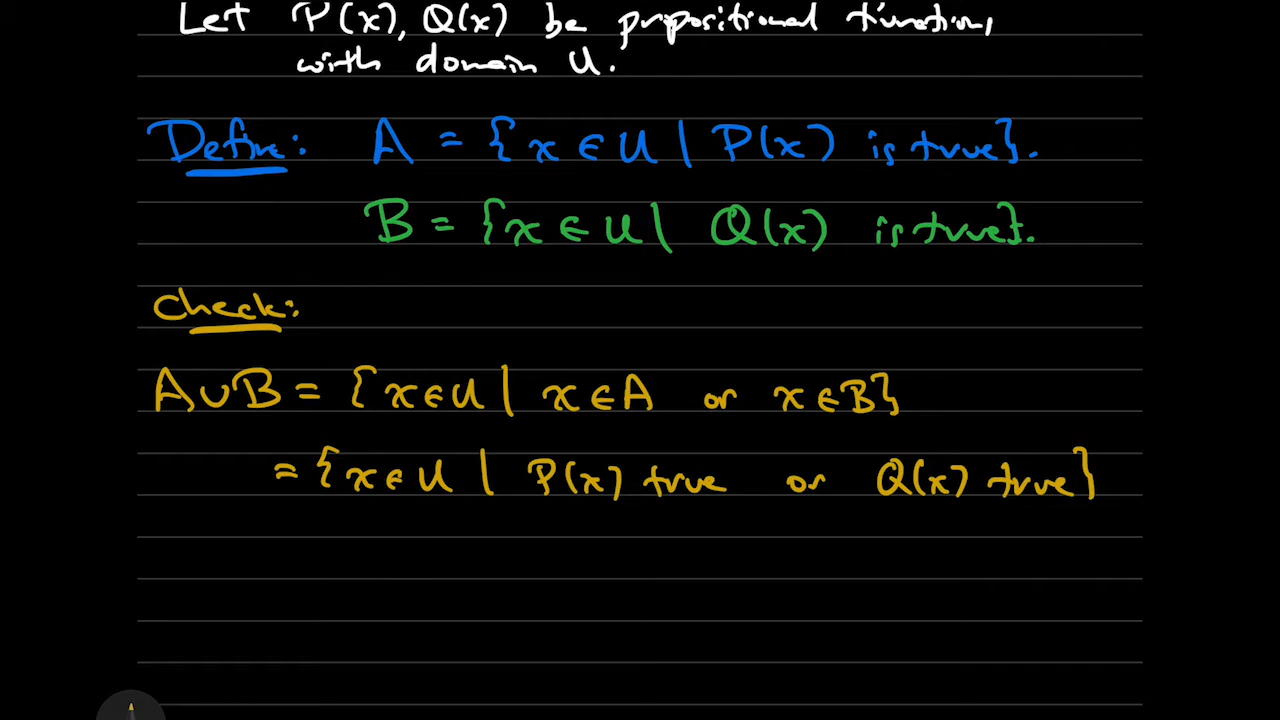 Let P(x), Q(x) be propositional functions
with domain U.
Define: A = {x ∈ U | P(x) is true}.
B = {x ∈ U | Q(x) is true}.
Check:
A∪B = {x∈U | x∈A or x∈B}
= {x∈U | P(x) true or Q(x) true}